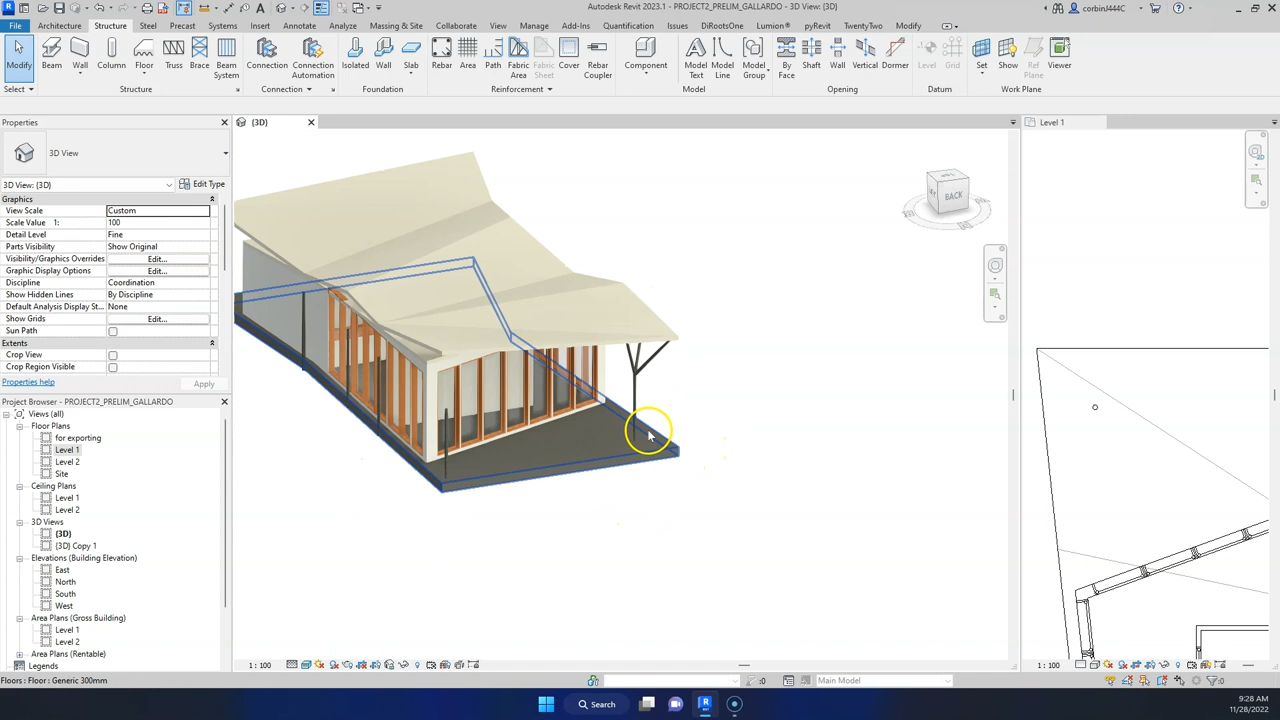 Autodesk Revit 2023.1 - PROJECT2_PRELIM_GALLARDO - 3D View: {3D}
corbinJ444C
File Architecture Structure Steel Precast Systems Insert Annotate Analyze Massing & Site Collaborate View Manage Add-Ins Quantification Issues DiRootsOne Lumion® pyRevit TwentyTwo Modify
Modify Beam Wall Column Floor Truss Brace Beam System Connection Connection Automation Isolated Wall Slab Rebar Area Path Fabric Area Fabric Sheet Cover Rebar Coupler Component Model Text Model Line Model Group By Face Shaft Wall Vertical Dormer Level Grid Set Show Ref Plane Viewer
Select Structure Connection Foundation Reinforcement Model Opening Datum Work Plane
Properties
{3D}
Level 1
3D View
3D View: {3D}
Edit Type
Graphics
View Scale Custom
Scale Value 1: 100
Detail Level Fine
Parts Visibility Show Original
Visibility/Graphics Overrides Edit...
Graphic Display Options Edit...
Discipline Coordination
Show Hidden Lines By Discipline
Default Analysis Display St... None
Show Grids Edit...
Sun Path
Extents
Crop View
Crop Region Visible
Properties help
Apply
BACK
Project Browser - PROJECT2_PRELIM_GALLARDO
Views (all)
Floor Plans
for exporting
Level 1
Level 2
Site
Ceiling Plans
Level 1
Level 2
3D Views
{3D}
{3D} Copy 1
Elevations (Building Elevation)
East
North
South
West
Area Plans (Gross Building)
Level 1
Level 2
Area Plans (Rentable)
Legends
1 : 100
1 : 100
Floors : Floor : Generic 300mm
:0
Main Model
:0
Search
9:28 AM
11/28/2022